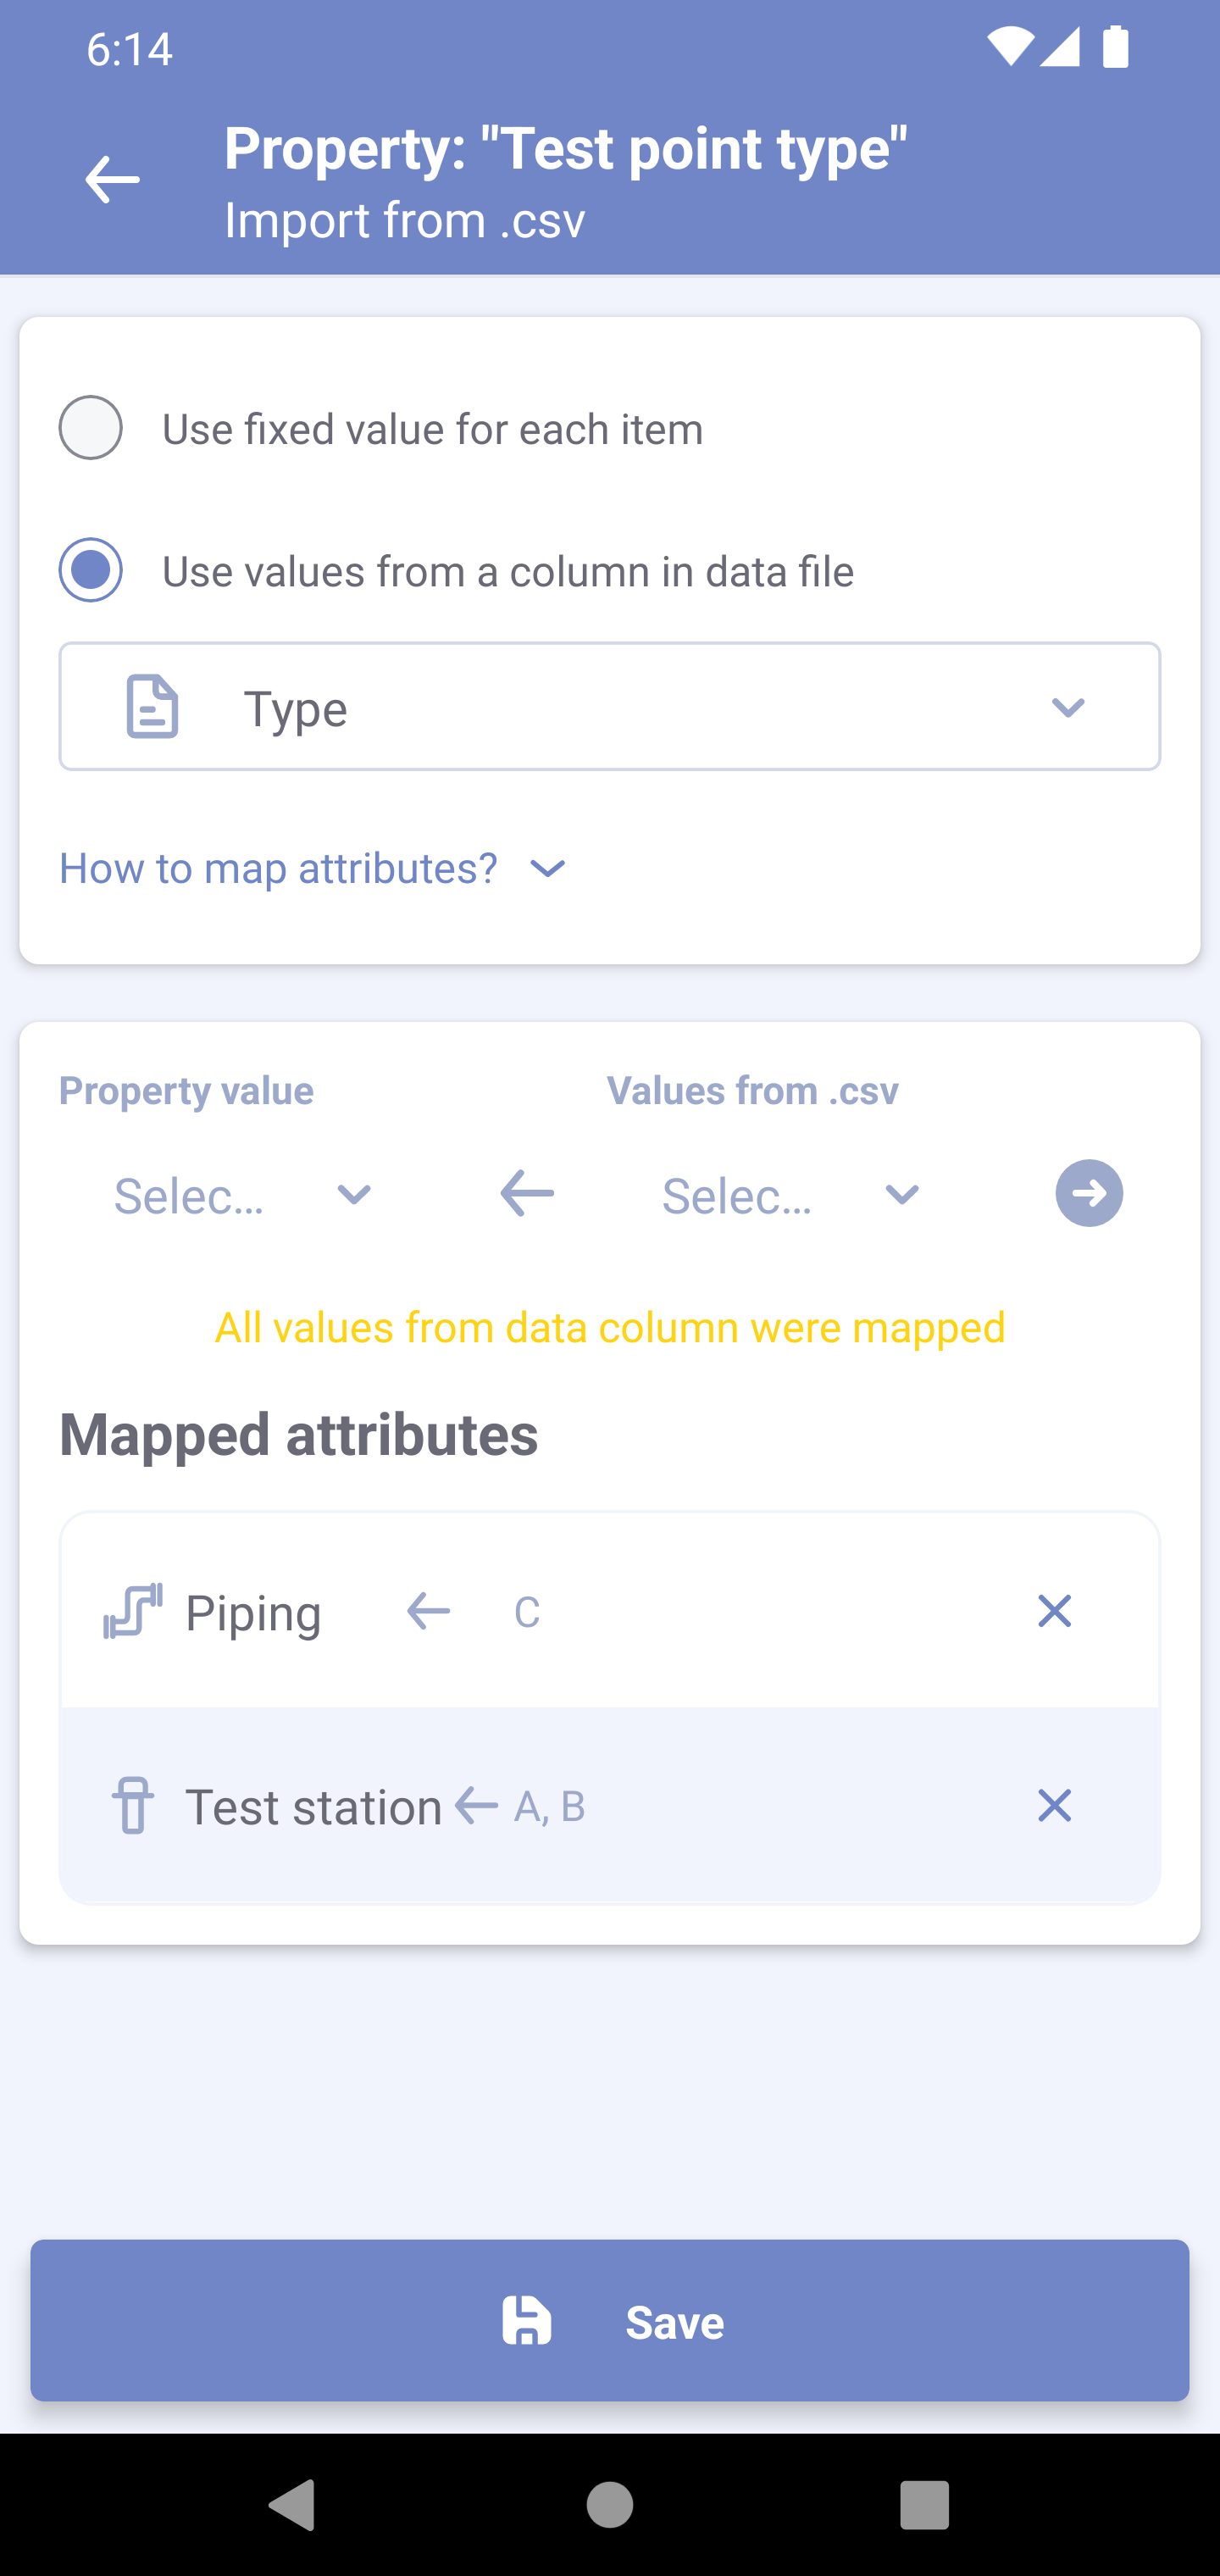 6:14
Property: "Test point type"
Import from .csv
Use fixed value for each item
Use values from a column in data file
Type
How to map attributes?
Property value
Values from .csv
Selec...
Selec...
All values from data column were mapped
Mapped attributes
Piping
C
Test station
A, B
Save